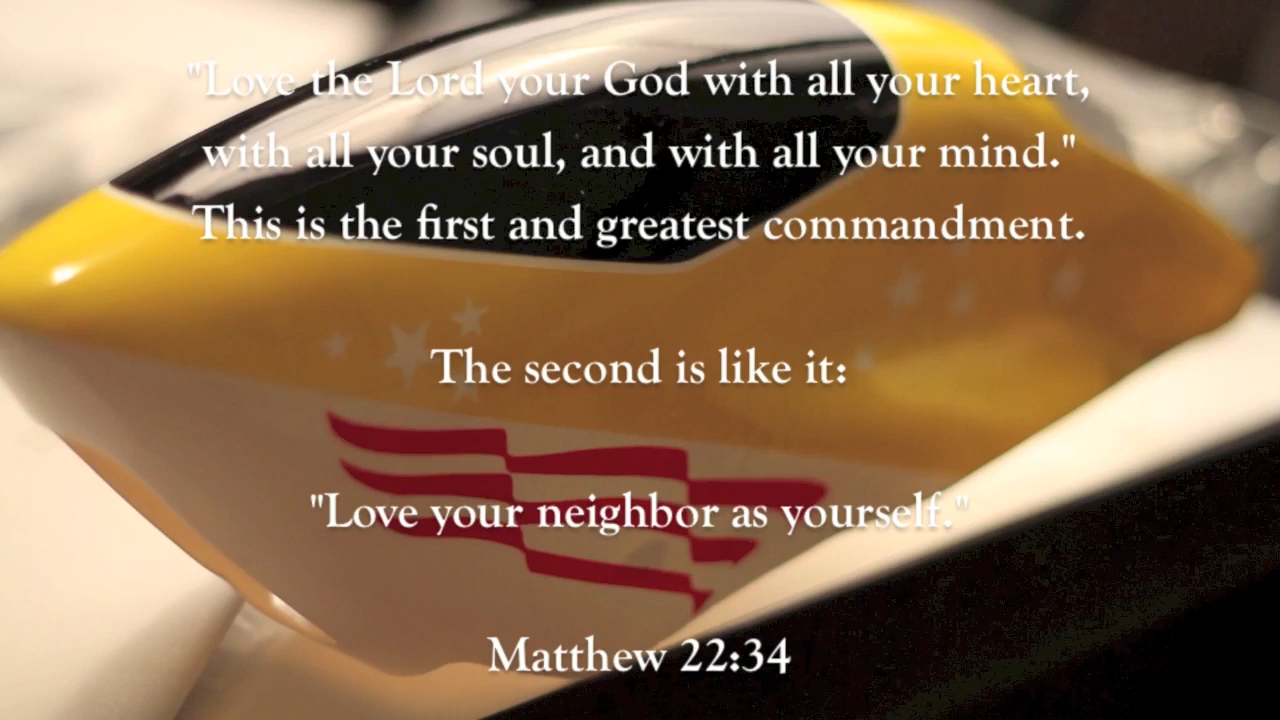 "Love the Lord your God with all your heart,
with all your soul, and with all your mind."
This is the first and greatest commandment.
The second is like it:
"Love your neighbor as yourself."
Matthew 22:34